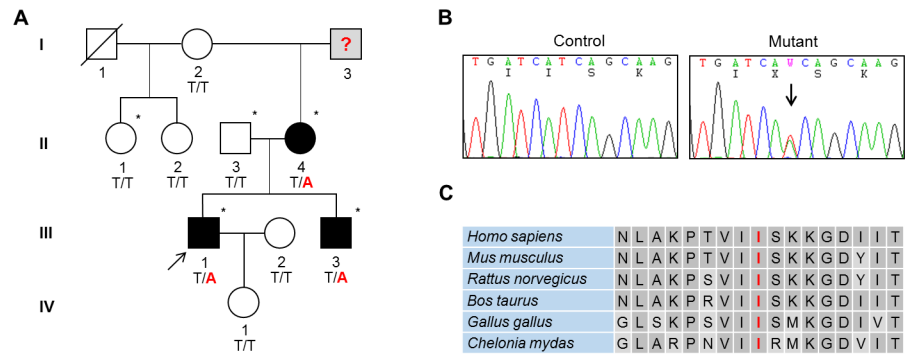 A
I
?
1
2
T/T
3
II
*
*
1
T/T
2
T/T
3
T/T
4
T/A
III
*
*
1
T/A
2
T/T
3
T/A
IV
1
T/T
B
Control
T G A T C A T C A G C A A G
I I S K
Mutant
T G A T C A W C A G C A A G
I X S K
C
Homo sapiens N L A K P T V I I S K K G D I I T
Mus musculus N L A K P T V I I S K K G D Y I T
Rattus norvegicus N L A K P S V I I S K K G D Y I T
Bos taurus N L A K P R V I I S K K G D I I T
Gallus gallus G L S K P S V I I S M K G D I V T
Chelonia mydas G L A R P N V I I R M K G D V I T